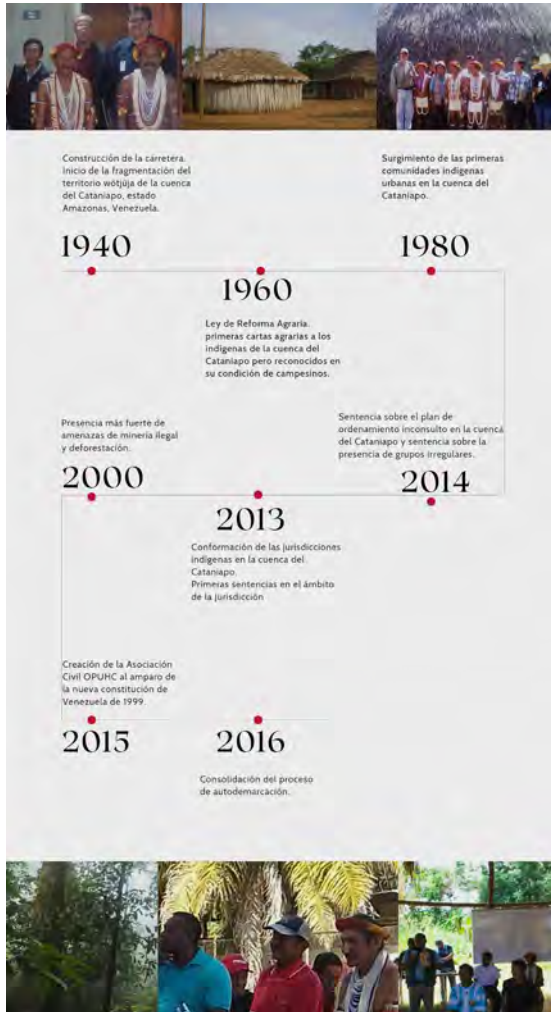 Construcción de la carretera.
Inicio de la fragmentación del
territorio wötjüja de la cuenca
del Cataniapo, estado
Amazonas, Venezuela.
1940
Surgimiento de las primeras
comunidades indígenas
urbanas en la cuenca del
Cataniapo.
1980
1960
Ley de Reforma Agraria.
primeras cartas agrarias a los
indígenas de la cuenca del
Cataniapo pero reconocidos en
su condición de campesinos.
Presencia más fuerte de
amenazas de minería ilegal
y deforestación.
2000
Sentencia sobre el plan de
ordenamiento inconsulto en la cuenca
del Cataniapo y sentencia sobre la
presencia de grupos irregulares.
2014
2013
Conformación de las jurisdicciones
indígenas en la cuenca del
Cataniapo.
Primeras sentencias en el ámbito
de la jurisdicción
Creación de la Asociación
Civil OPUHC al amparo de
la nueva constitución de
Venezuela de 1999.
2015
2016
Consolidación del proceso
de autodemarcación.